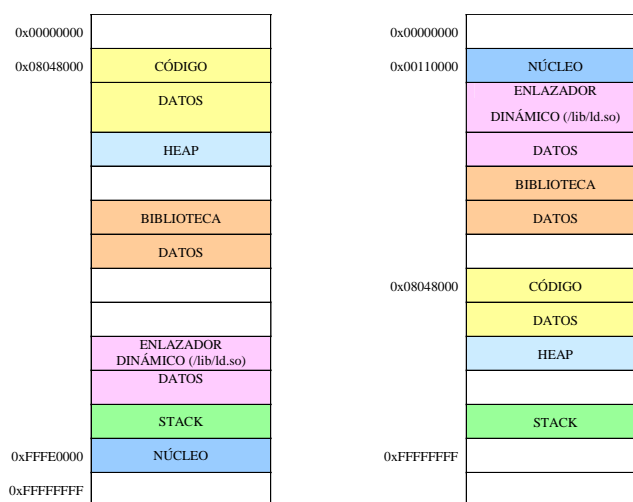 0x00000000
0x08048000
CÓDIGO
DATOS
HEAP
BIBLIOTECA
DATOS
ENLAZADOR
DINÁMICO (/lib/ld.so)
DATOS
STACK
0xFFFE0000
NÚCLEO
0xFFFFFFFF
0x00000000
0x00110000
NÚCLEO
ENLAZADOR
DINÁMICO (/lib/ld.so)
DATOS
BIBLIOTECA
DATOS
0x08048000
CÓDIGO
DATOS
HEAP
STACK
0xFFFFFFFF